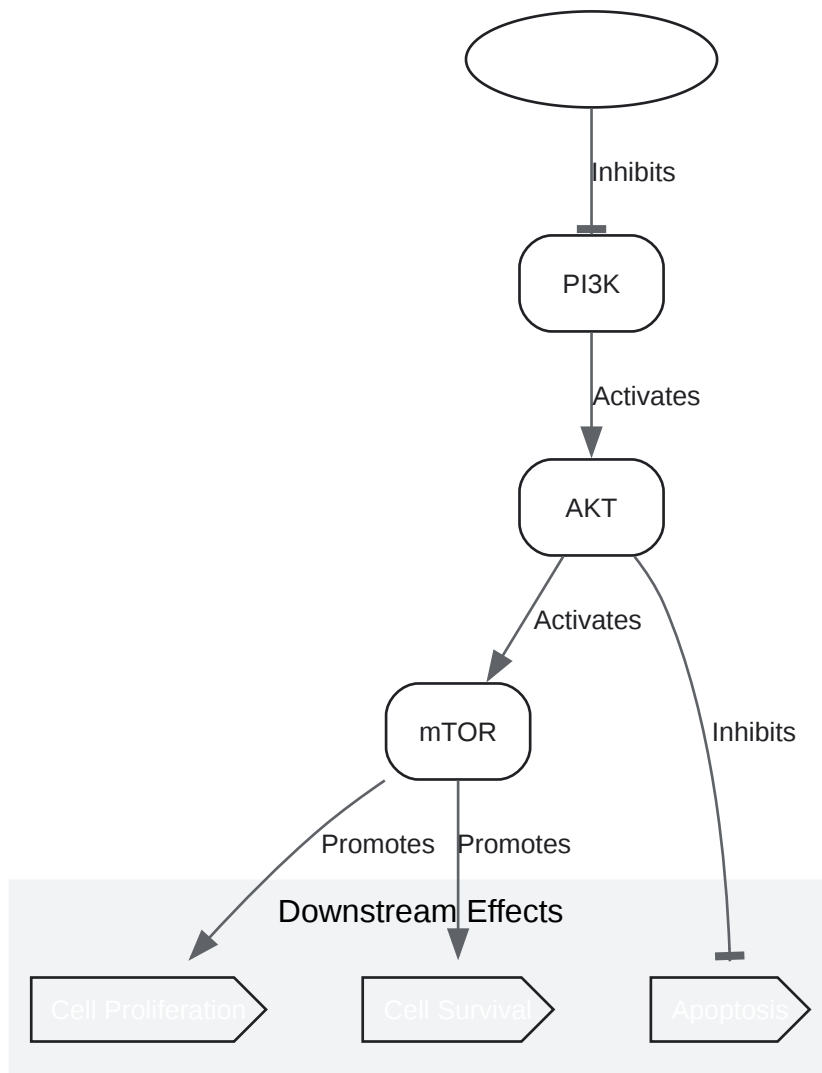 Inhibits
PI3K
Activates
AKT
Activates
mTOR
Inhibits
Promotes
Promotes
Downstream Effects
Cell Proliferation
Cell Survival
Apoptosis